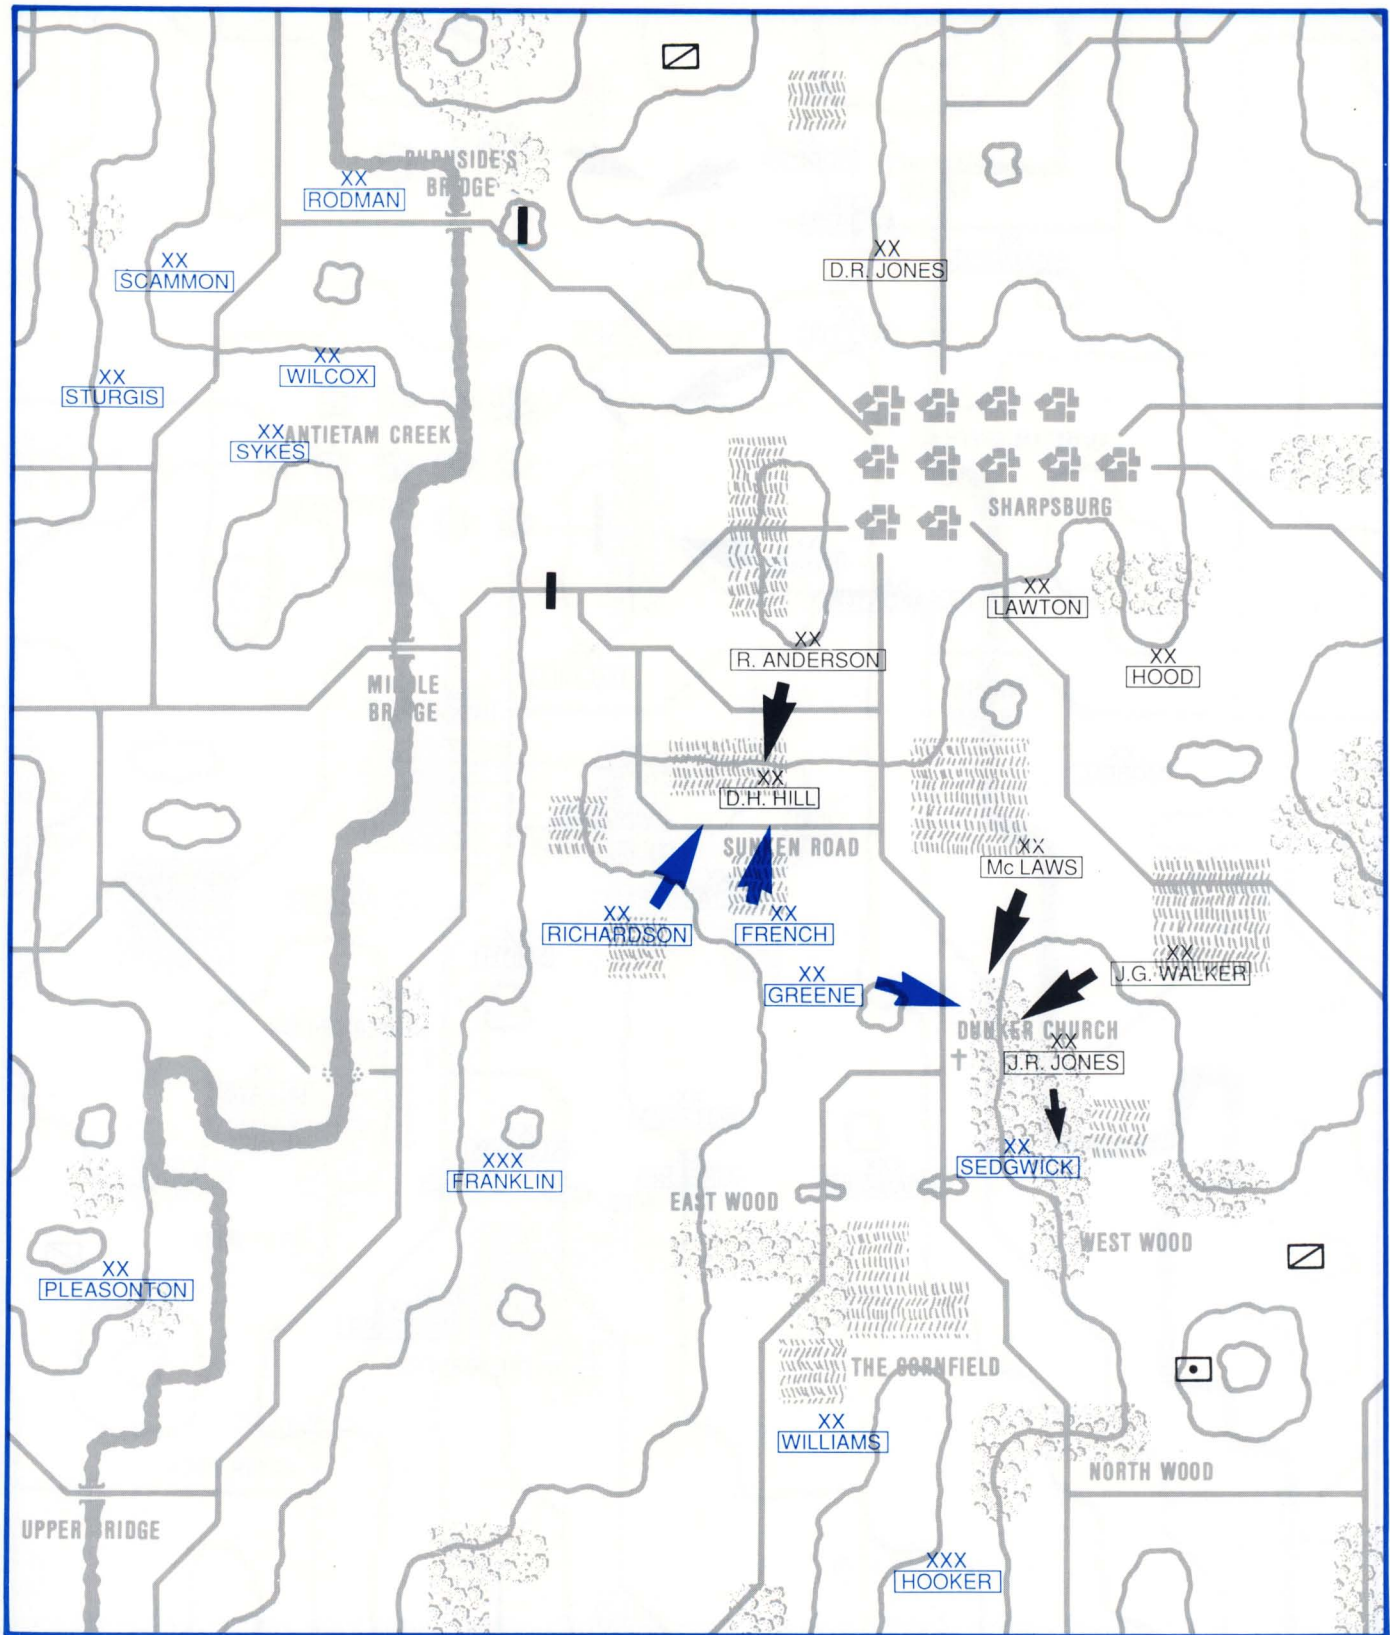 BURNSIDE'S
BRIDGE
XX
RODMAN
XX
SCAMMON
XX
D.R. JONES
XX
WILCOX
XX
STURGIS
XX
SYKES
ANTIETAM CREEK
SHARPSBURG
XX
LAWTON
XX
R. ANDERSON
XX
HOOD
MIDDLE
BRIDGE
XX
D.H. HILL
SUNKEN ROAD
XX
Mc LAWS
XX
RICHARDSON
XX
FRENCH
XX
GREENE
XX
J.G. WALKER
DUNKER CHURCH
XX
J.R. JONES
XX
SEDGWICK
XXX
FRANKLIN
EAST WOOD
WEST WOOD
XX
PLEASONTON
THE CORNFIELD
XX
WILLIAMS
NORTH WOOD
UPPER BRIDGE
XXX
HOOKER